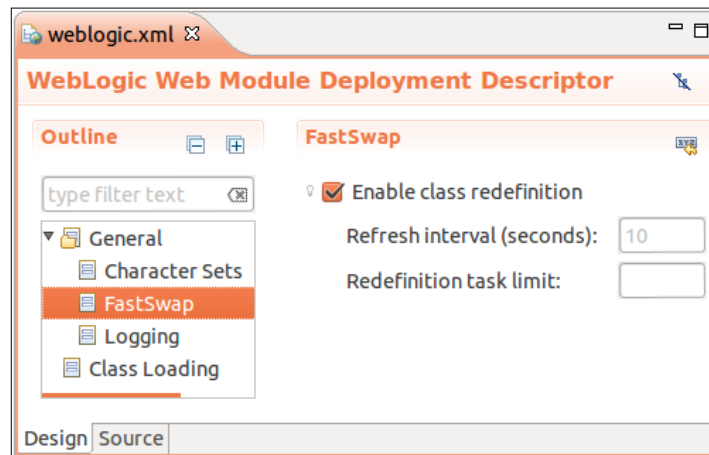 weblogic.xml
WebLogic Web Module Deployment Descriptor
Outline
type filter text
General
Character Sets
FastSwap
Logging
Class Loading
FastSwap
Enable class redefinition
Refresh interval (seconds): 10
Redefinition task limit:
Design Source